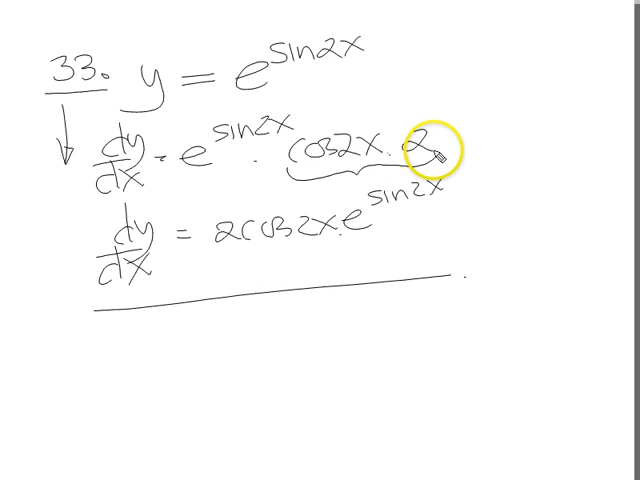 33. y = e^sin2x
dy/dx = e^sin2x · cos2x · 2
dy/dx = 2cos2x · e^sin2x